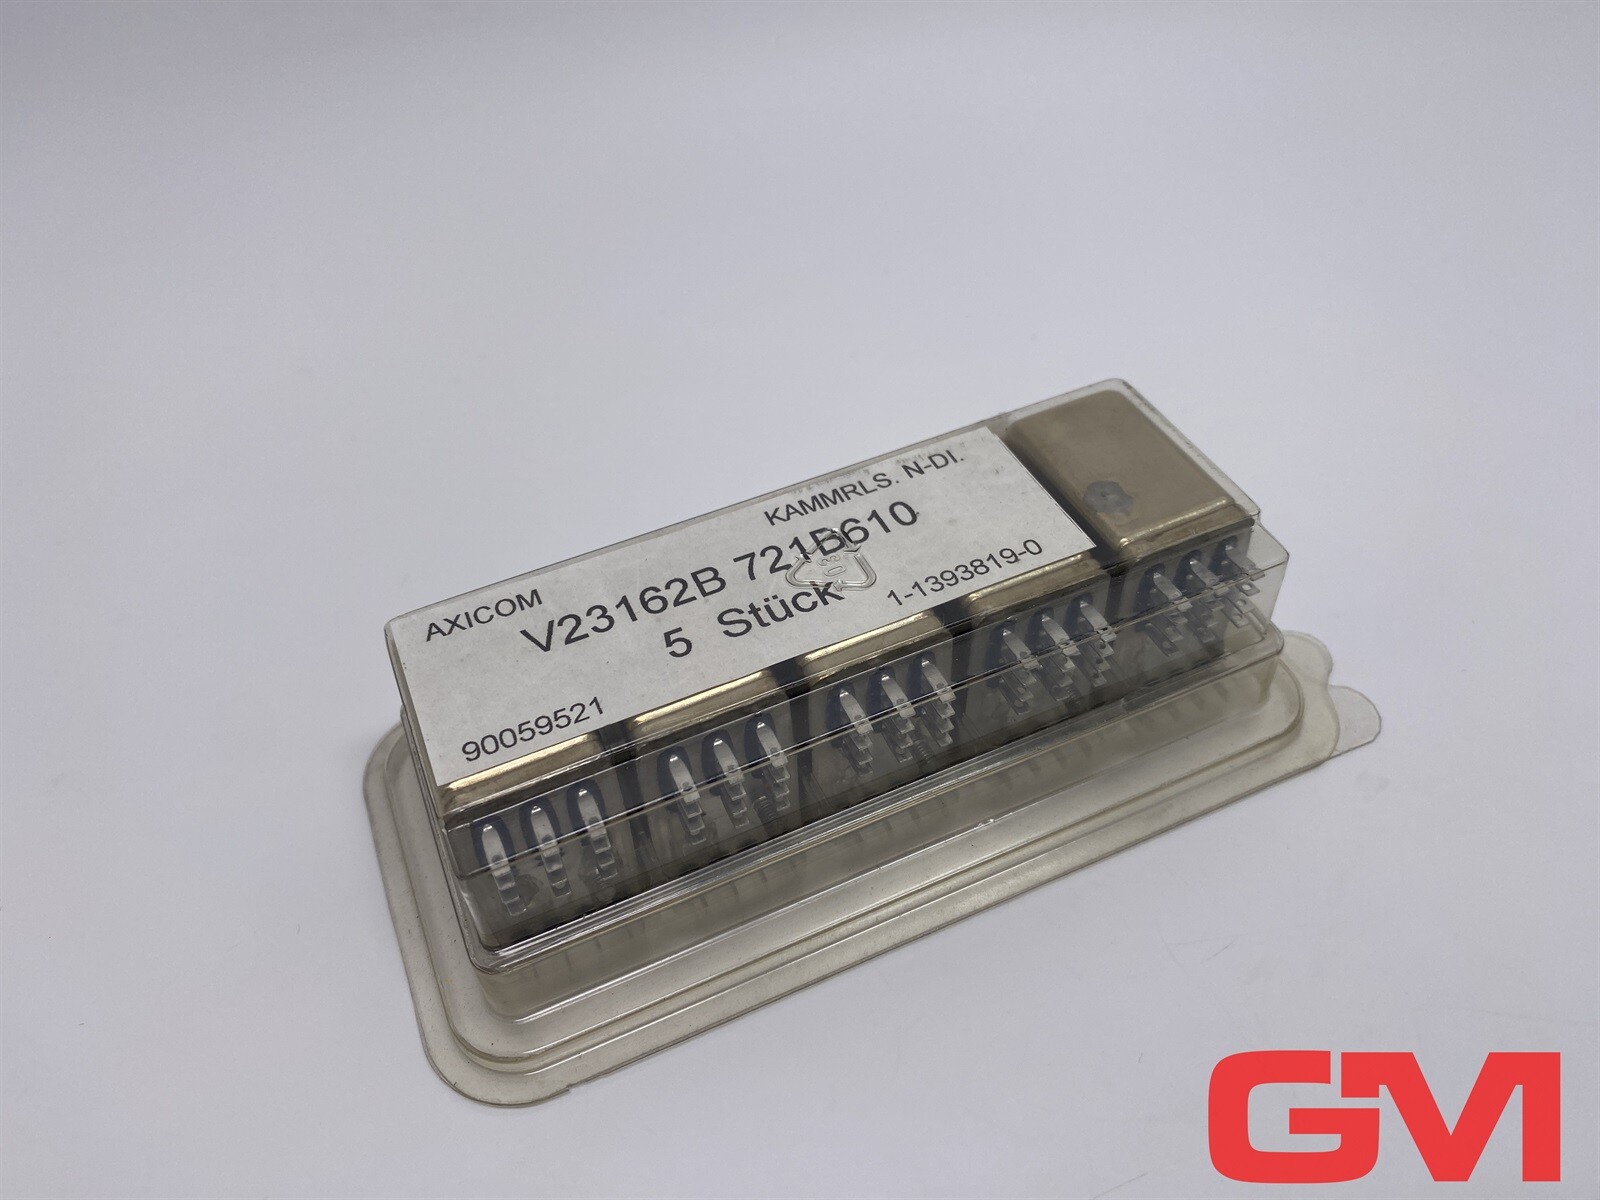 KAMMRLS. N-DI.
AXICOM
V23162B 721B610
5 Stück
1-1393819-0
90059521
GM